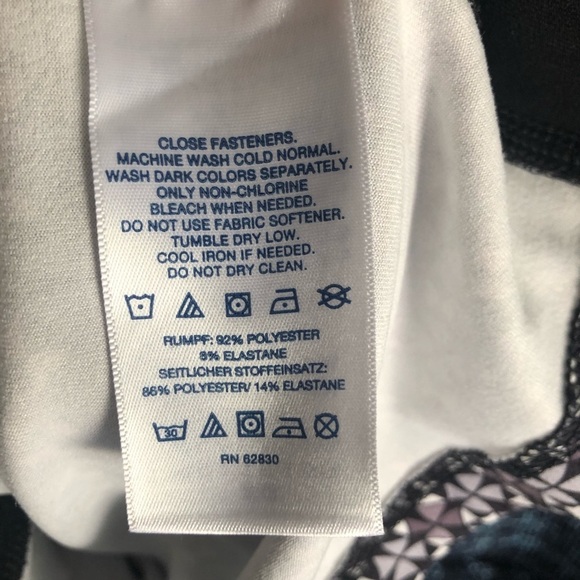 CLOSE FASTENERS.
MACHINE WASH COLD NORMAL.
WASH DARK COLORS SEPARATELY.
ONLY NON-CHLORINE
BLEACH WHEN NEEDED.
DO NOT USE FABRIC SOFTENER.
TUMBLE DRY LOW.
COOL IRON IF NEEDED.
DO NOT DRY CLEAN.
RUMPF: 92% POLYESTER
8% ELASTANE
SEITLICHER STOFFEINSATZ:
86% POLYESTER/ 14% ELASTANE
30
RN 62830